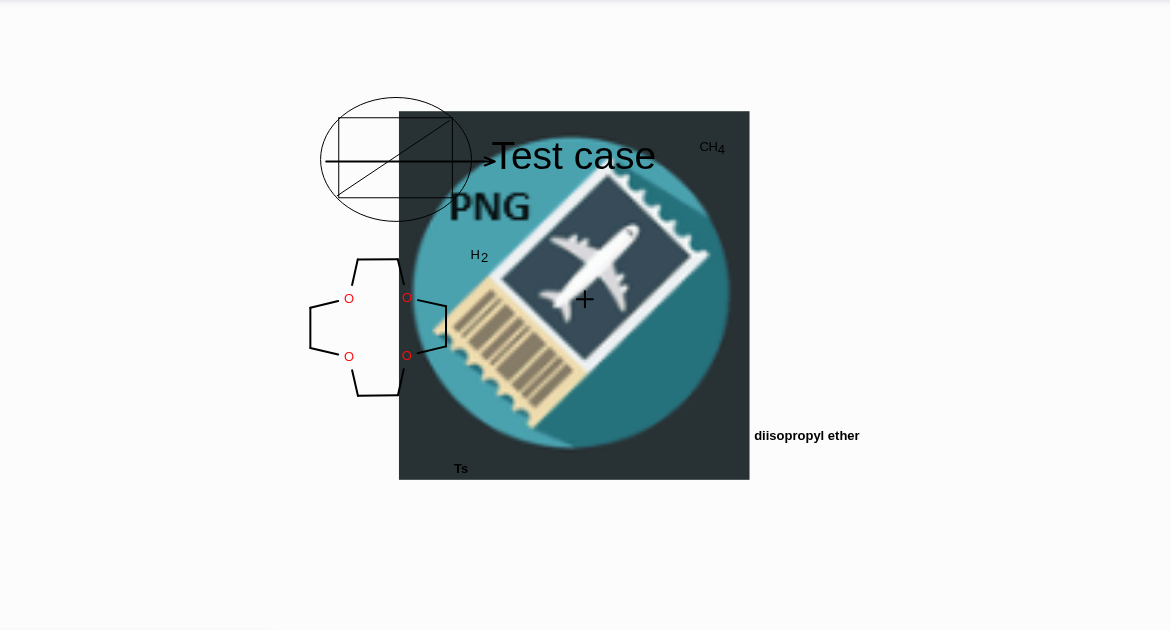 Test case
CH4
PNG
H2
O
O
O
O
diisopropyl ether
Ts